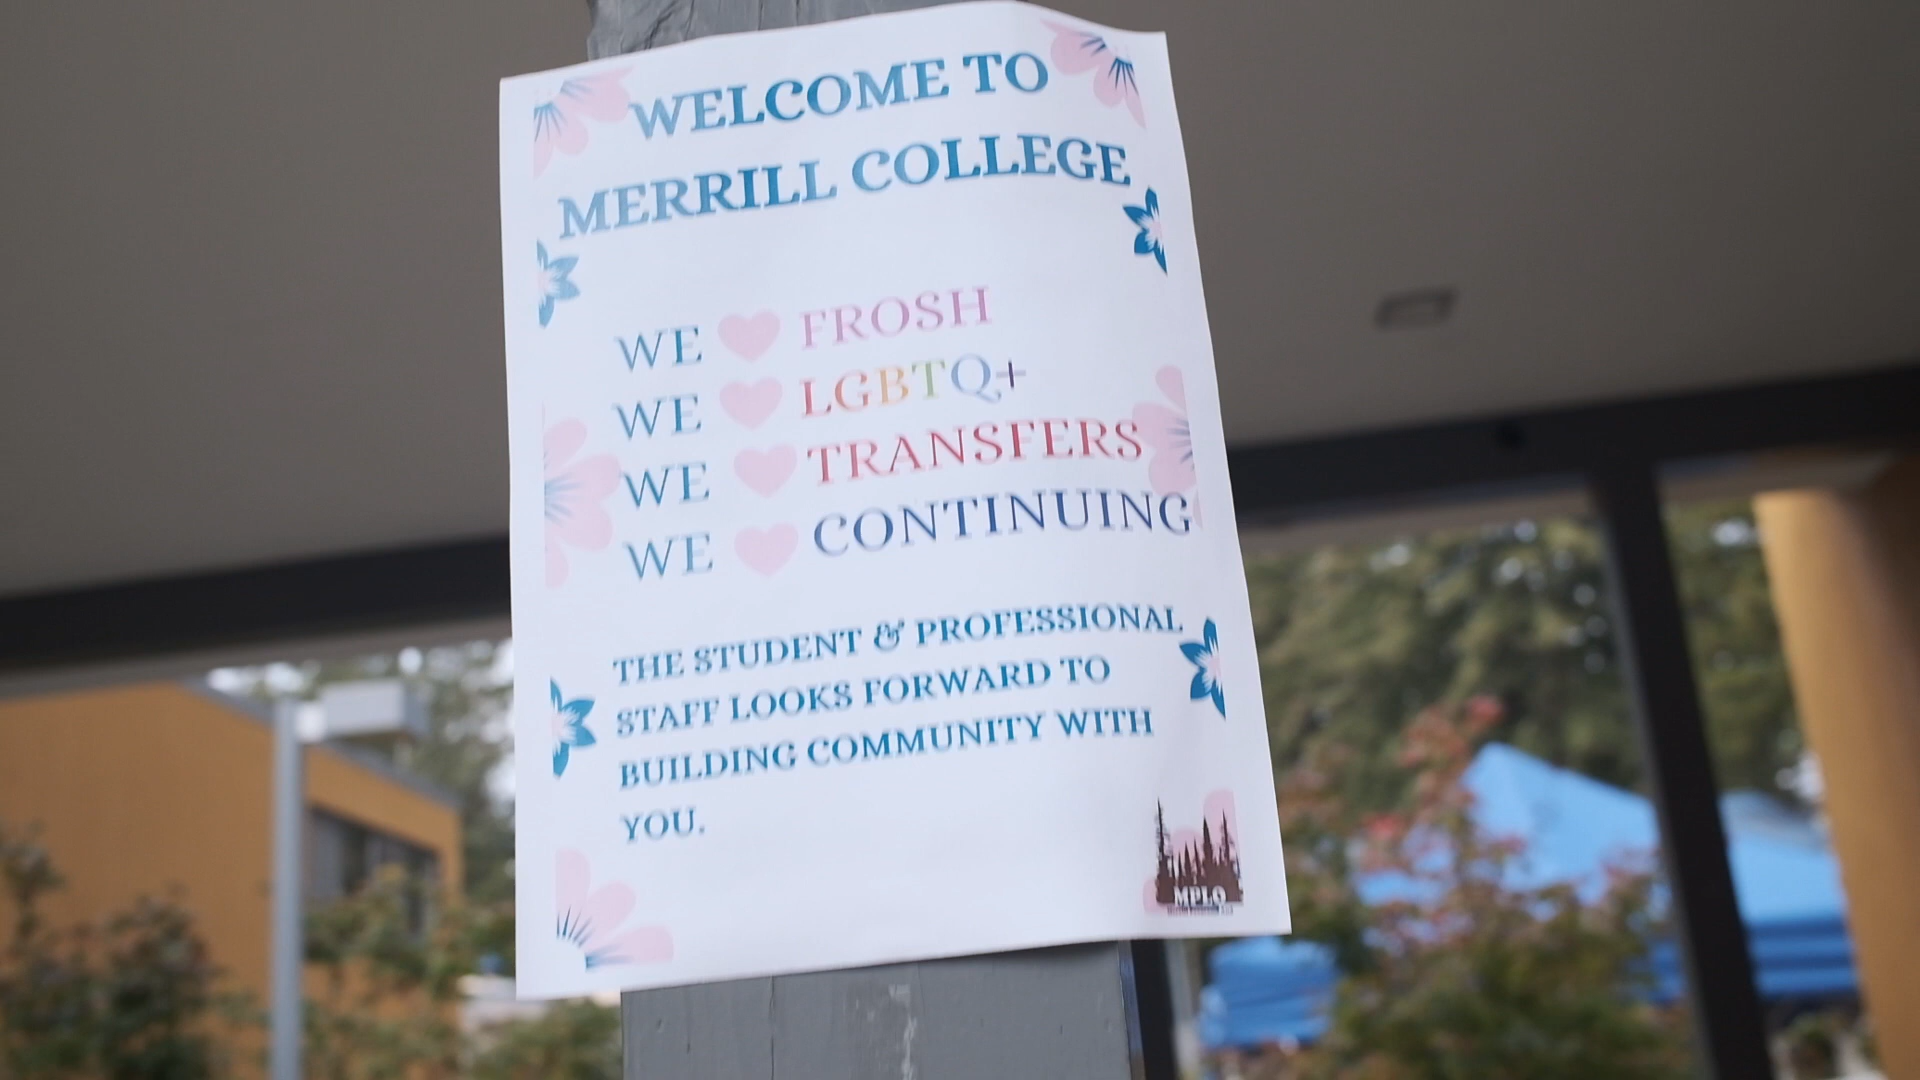 WELCOME TO
MERRILL COLLEGE
WE FROSH
WE LGBTQ+
WE TRANSFERS
WE CONTINUING
THE STUDENT & PROFESSIONAL
STAFF LOOKS FORWARD TO
BUILDING COMMUNITY WITH
YOU.
MPLO